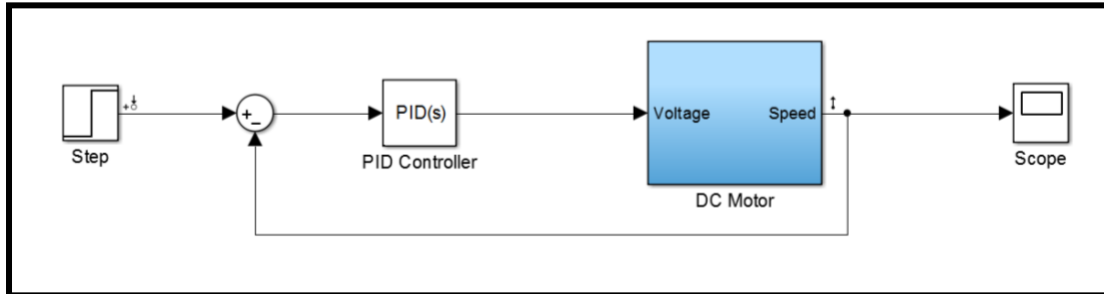 Step
+
-
PID(s)
PID Controller
Voltage
Speed
DC Motor
Scope